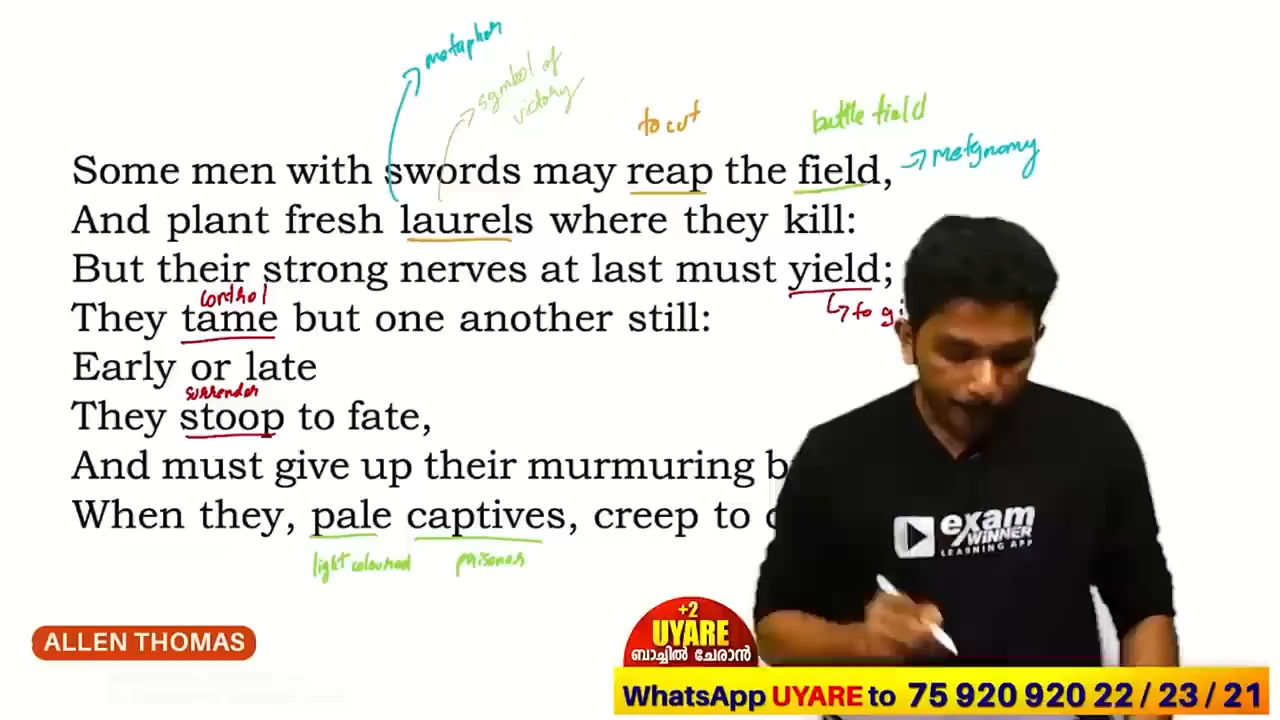 metaphor
symbol of
victory
to cut
battle field
Some men with swords may reap the field,
metynomy
And plant fresh laurels where they kill:
But their strong nerves at last must yield;
control
to gi
They tame but one another still:
Early or late
surrender
They stoop to fate,
And must give up their murmuring b
When they, pale captives, creep to
light coloured
prisoner
exam
WINNER
LEARNING APP
ALLEN THOMAS
+2
UYARE
ബാച്ചിൽ ചേരാൻ
WhatsApp UYARE to 75 920 920 22 / 23 / 21